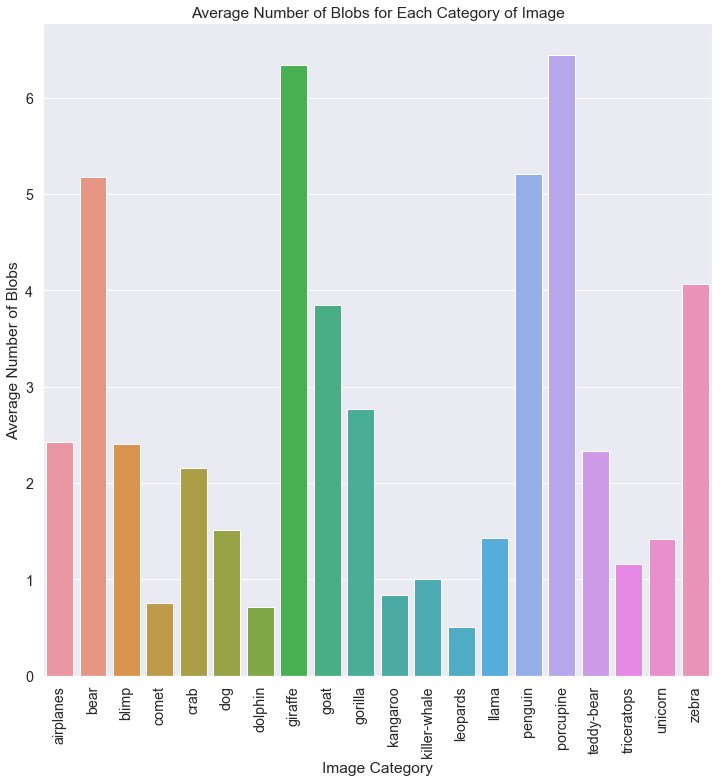 Average Number of Blobs for Each Category of Image
Average Number of Blobs
6
5
4
3
2
1
0
airplanes
bear
blimp
comet
crab
dog
dolphin
giraffe
goat
gorilla
kangaroo
killer-whale
leopards
llama
penguin
porcupine
teddy-bear
triceratops
unicorn
zebra
Image Category